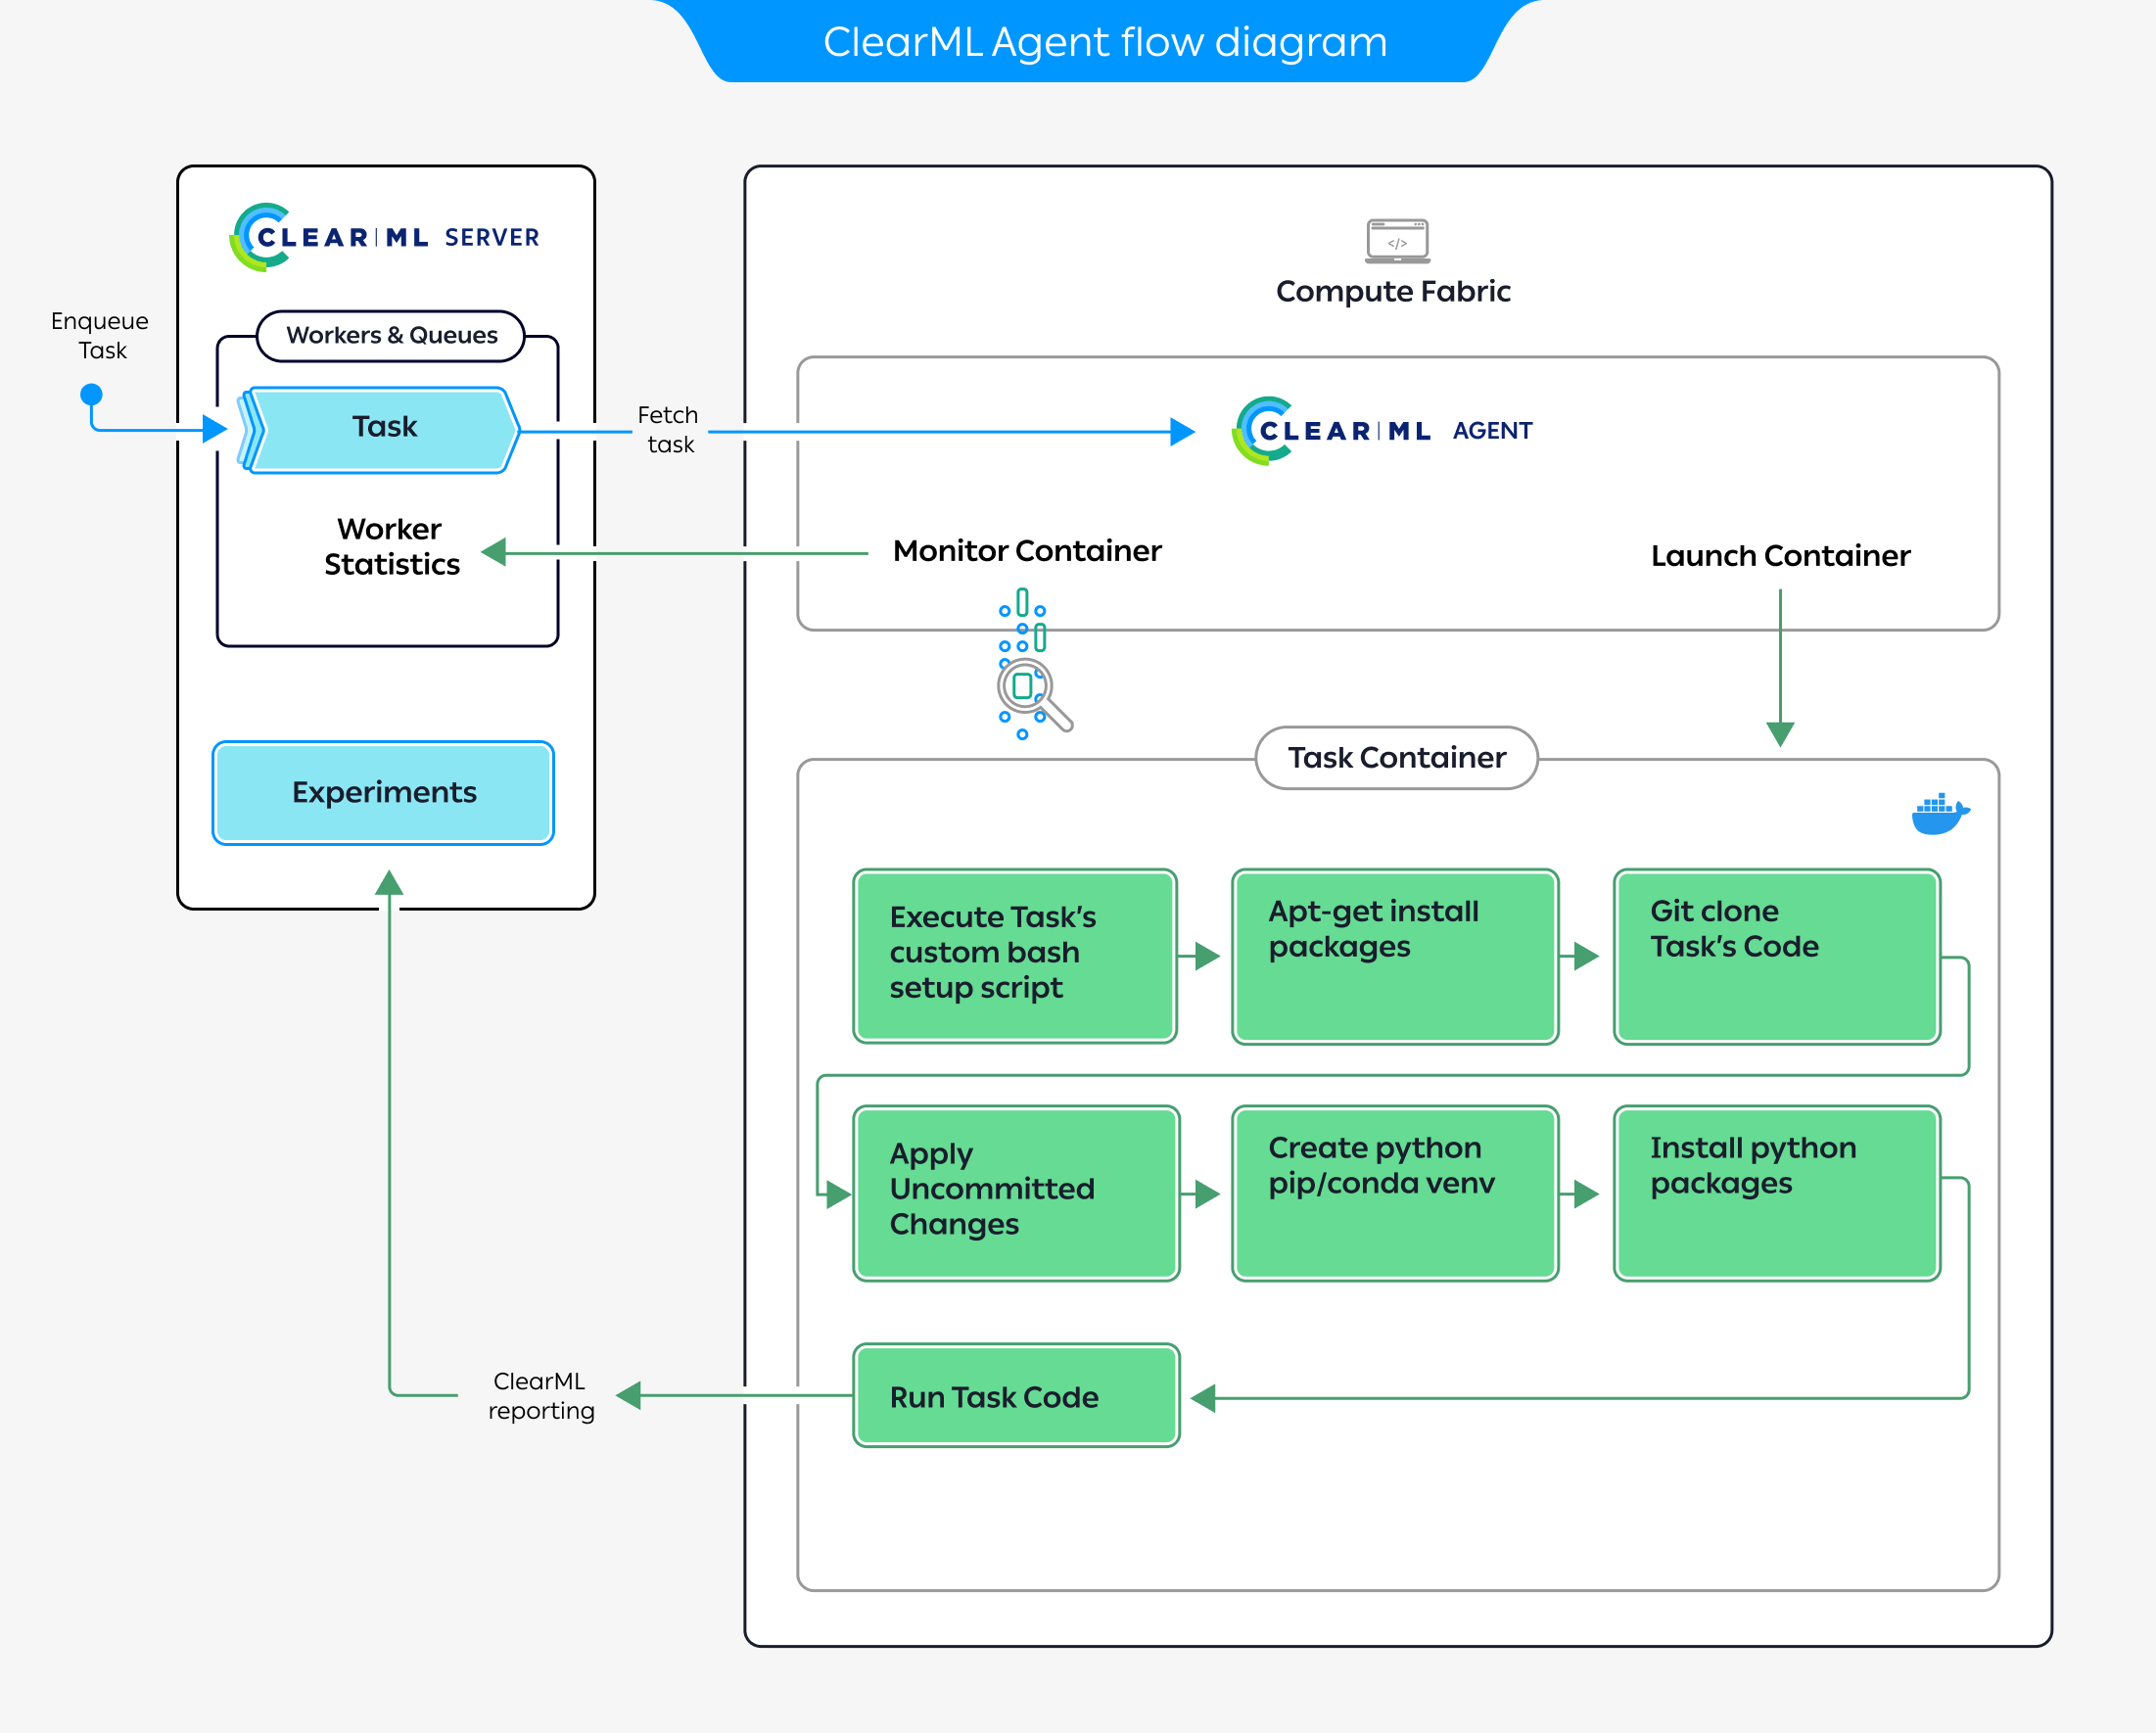 ClearML Agent flow diagram
CLEAR|ML SERVER
Enqueue
Task
Workers & Queues
Task
Fetch
task
Worker
Statistics
Experiments
</>
Compute Fabric
CLEAR|ML AGENT
Monitor Container
Launch Container
Task Container
Execute Task's
custom bash
setup script
Apt-get install
packages
Git clone
Task's Code
Apply
Uncommitted
Changes
Create python
pip/conda venv
Install python
packages
Run Task Code
ClearML
reporting